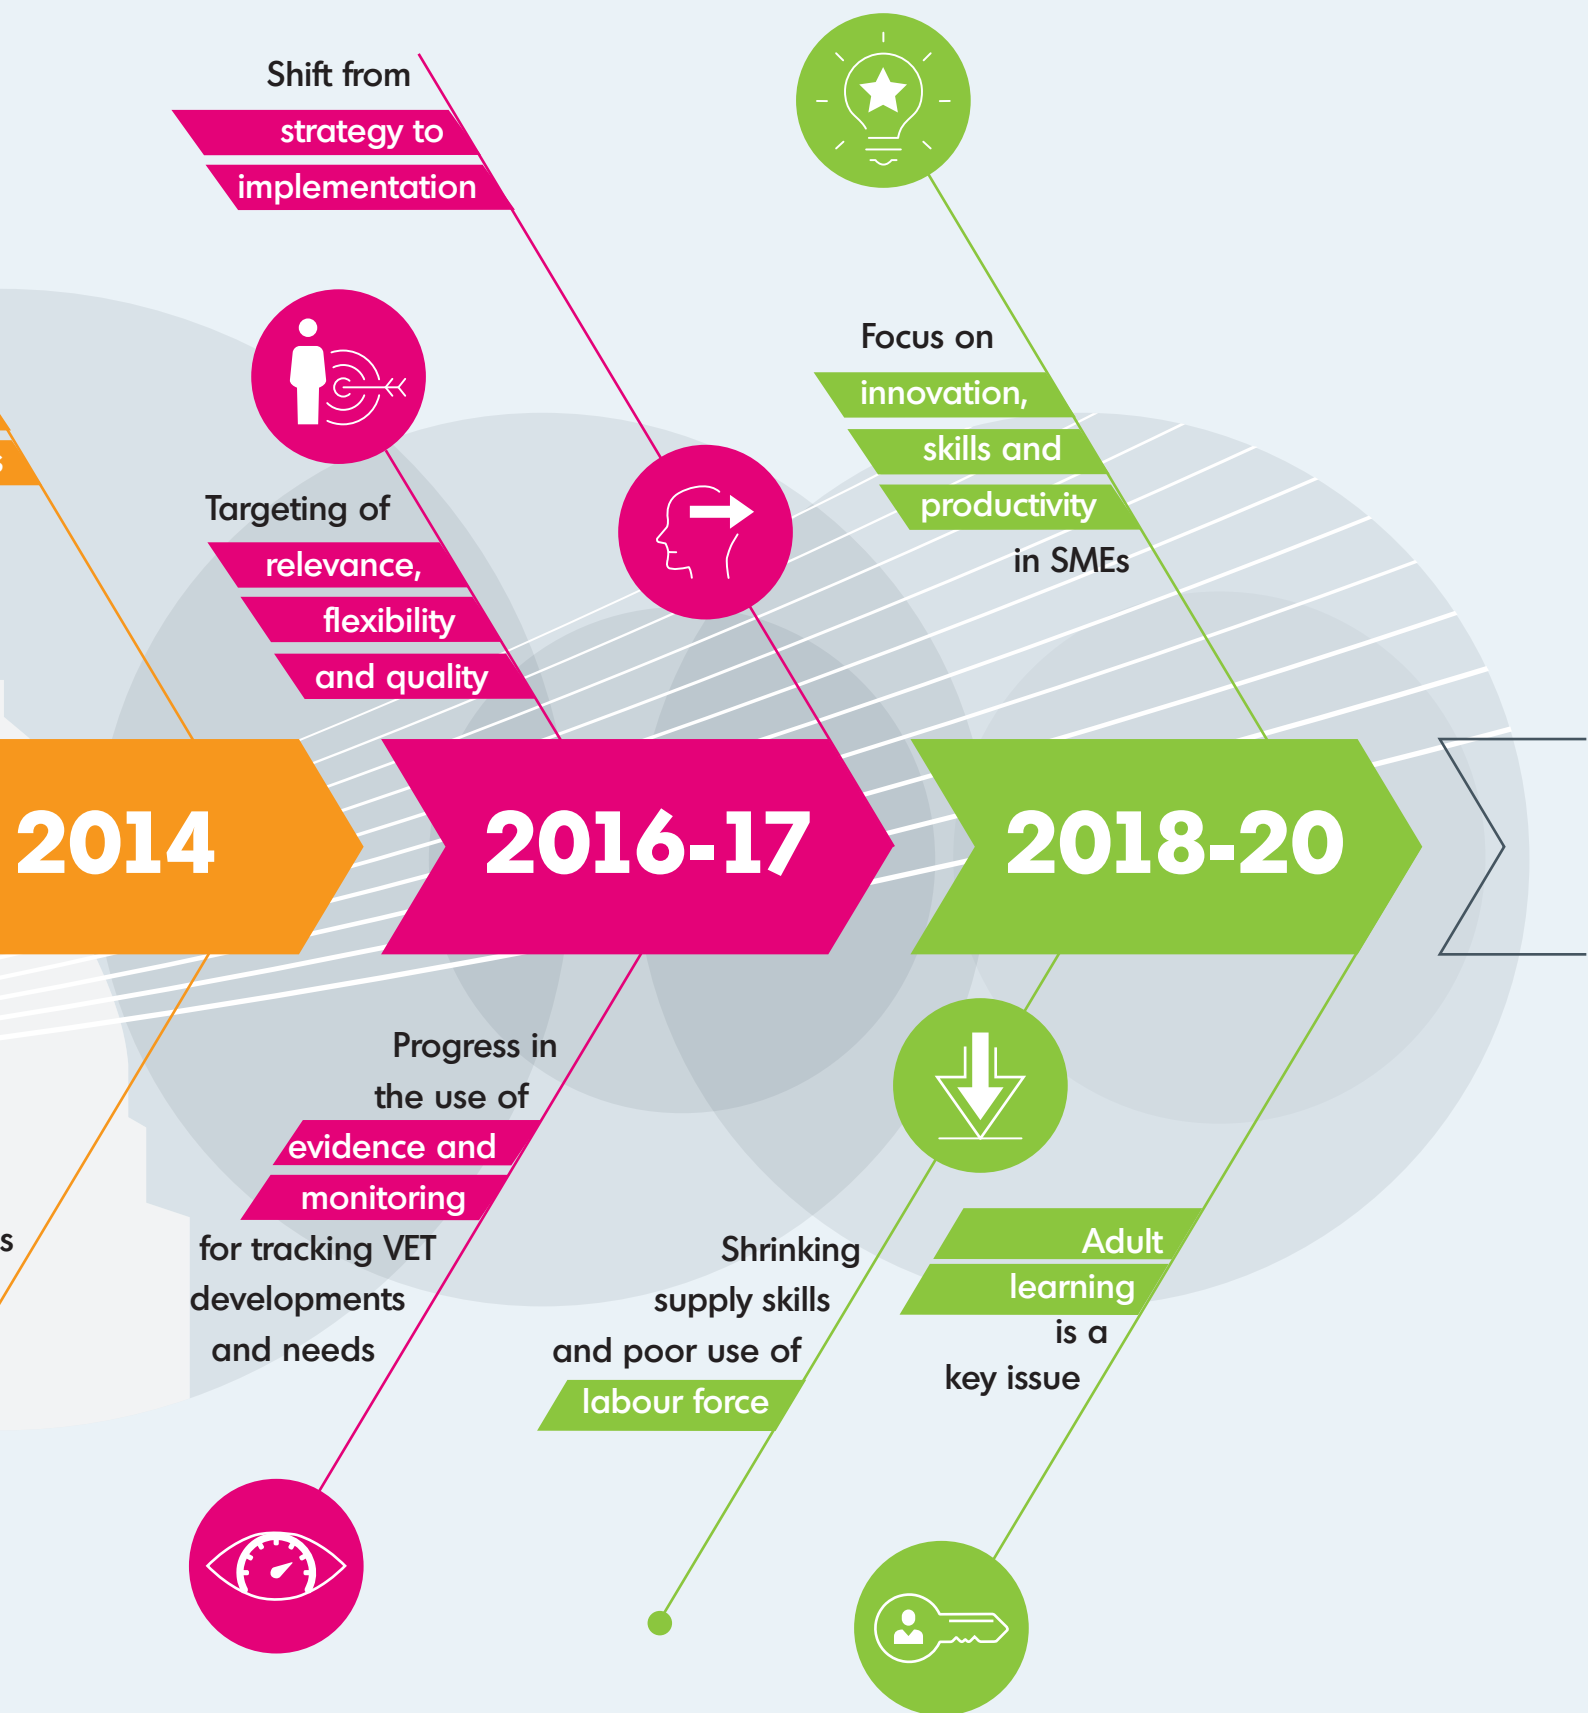 Shift from
strategy to
implementation
Targeting of
relevance,
flexibility
and quality
Focus on
innovation,
skills and
productivity
in SMEs
s
2014
2016-17
2018-20
Progress in
the use of
evidence and
monitoring
for tracking VET
developments
and needs
s
Shrinking
supply skills
and poor use of
labour force
Adult
learning
is a
key issue